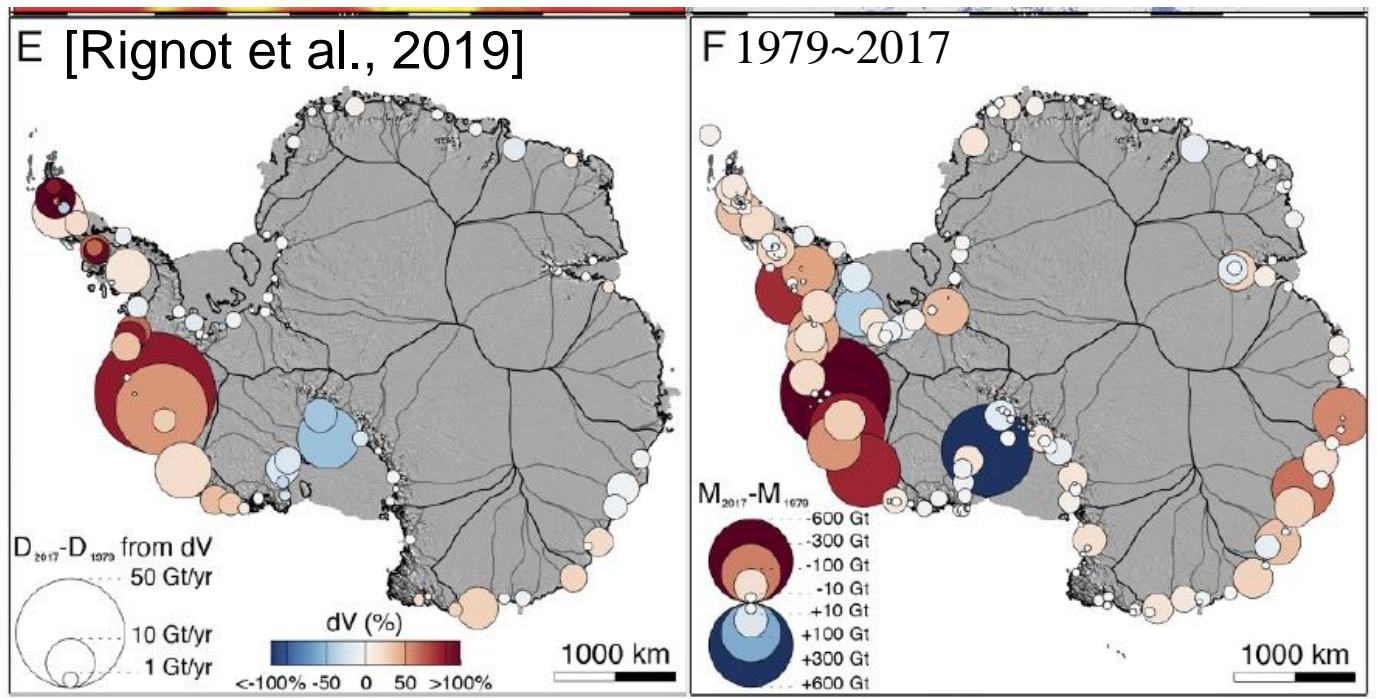 E [Rignot et al., 2019]
D2017-D1979 from dV
50 Gt/yr
10 Gt/yr
1 Gt/yr
dV (%)
<-100% -50 0 50 >100%
1000 km
F 1979~2017
M2017-M1979
-600 Gt
-300 Gt
-100 Gt
-10 Gt
+10 Gt
+100 Gt
+300 Gt
+600 Gt
1000 km